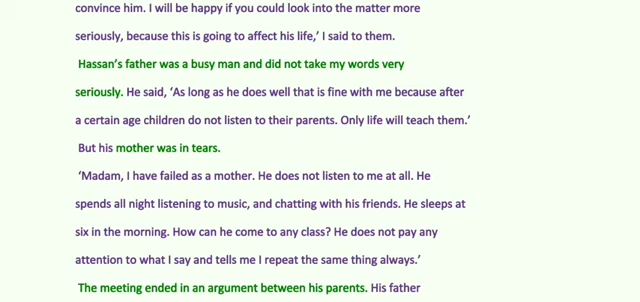 convince him. I will be happy if you could look into the matter more
seriously, because this is going to affect his life,’ I said to them.
Hassan’s father was a busy man and did not take my words very
seriously. He said, ‘As long as he does well that is fine with me because after
a certain age children do not listen to their parents. Only life will teach them.’
But his mother was in tears.
‘Madam, I have failed as a mother. He does not listen to me at all. He
spends all night listening to music, and chatting with his friends. He sleeps at
six in the morning. How can he come to any class? He does not pay any
attention to what I say and tells me I repeat the same thing always.’
The meeting ended in an argument between his parents. His father